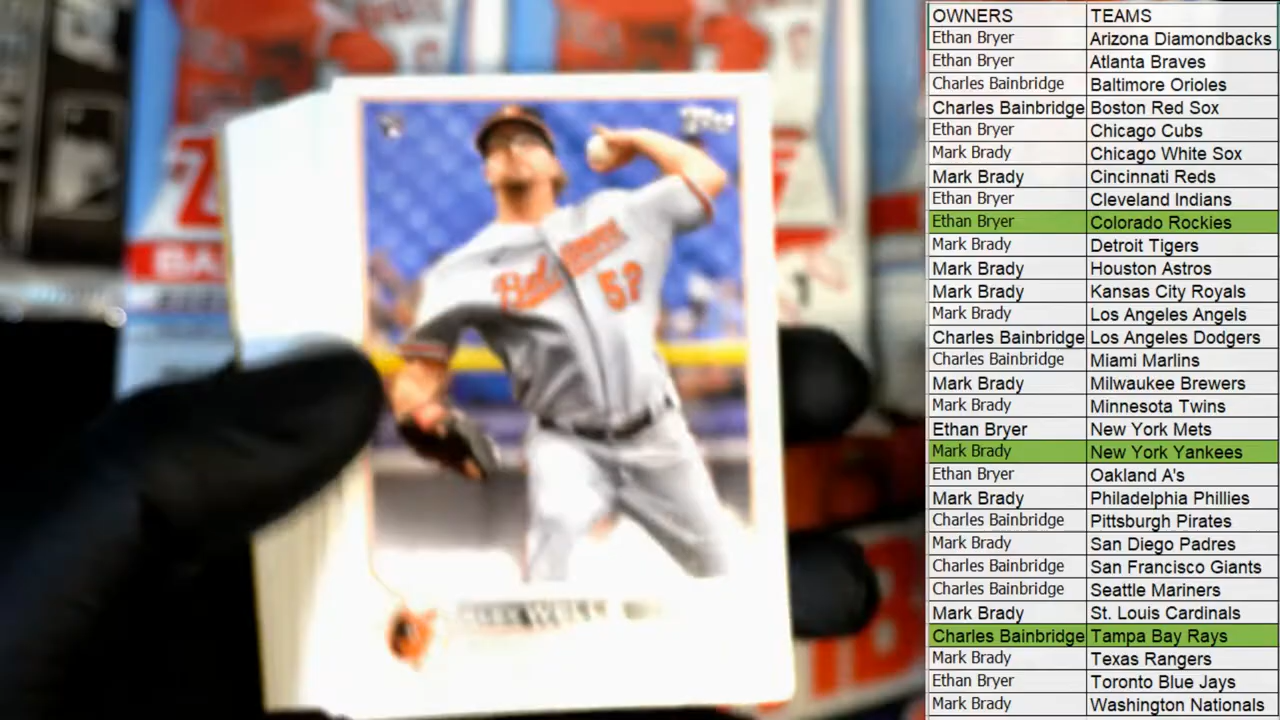 OWNERS TEAMS
Ethan Bryer Arizona Diamondbacks
Ethan Bryer Atlanta Braves
Charles Bainbridge Baltimore Orioles
Charles Bainbridge Boston Red Sox
Ethan Bryer Chicago Cubs
Mark Brady Chicago White Sox
Mark Brady Cincinnati Reds
Ethan Bryer Cleveland Indians
Ethan Bryer Colorado Rockies
Mark Brady Detroit Tigers
Mark Brady Houston Astros
Mark Brady Kansas City Royals
Mark Brady Los Angeles Angels
Charles Bainbridge Los Angeles Dodgers
Charles Bainbridge Miami Marlins
Mark Brady Milwaukee Brewers
Mark Brady Minnesota Twins
Ethan Bryer New York Mets
Mark Brady New York Yankees
Ethan Bryer Oakland A's
Mark Brady Philadelphia Phillies
Charles Bainbridge Pittsburgh Pirates
Mark Brady San Diego Padres
Charles Bainbridge San Francisco Giants
Charles Bainbridge Seattle Mariners
Mark Brady St. Louis Cardinals
Charles Bainbridge Tampa Bay Rays
Mark Brady Texas Rangers
Ethan Bryer Toronto Blue Jays
Mark Brady Washington Nationals
Topps
52